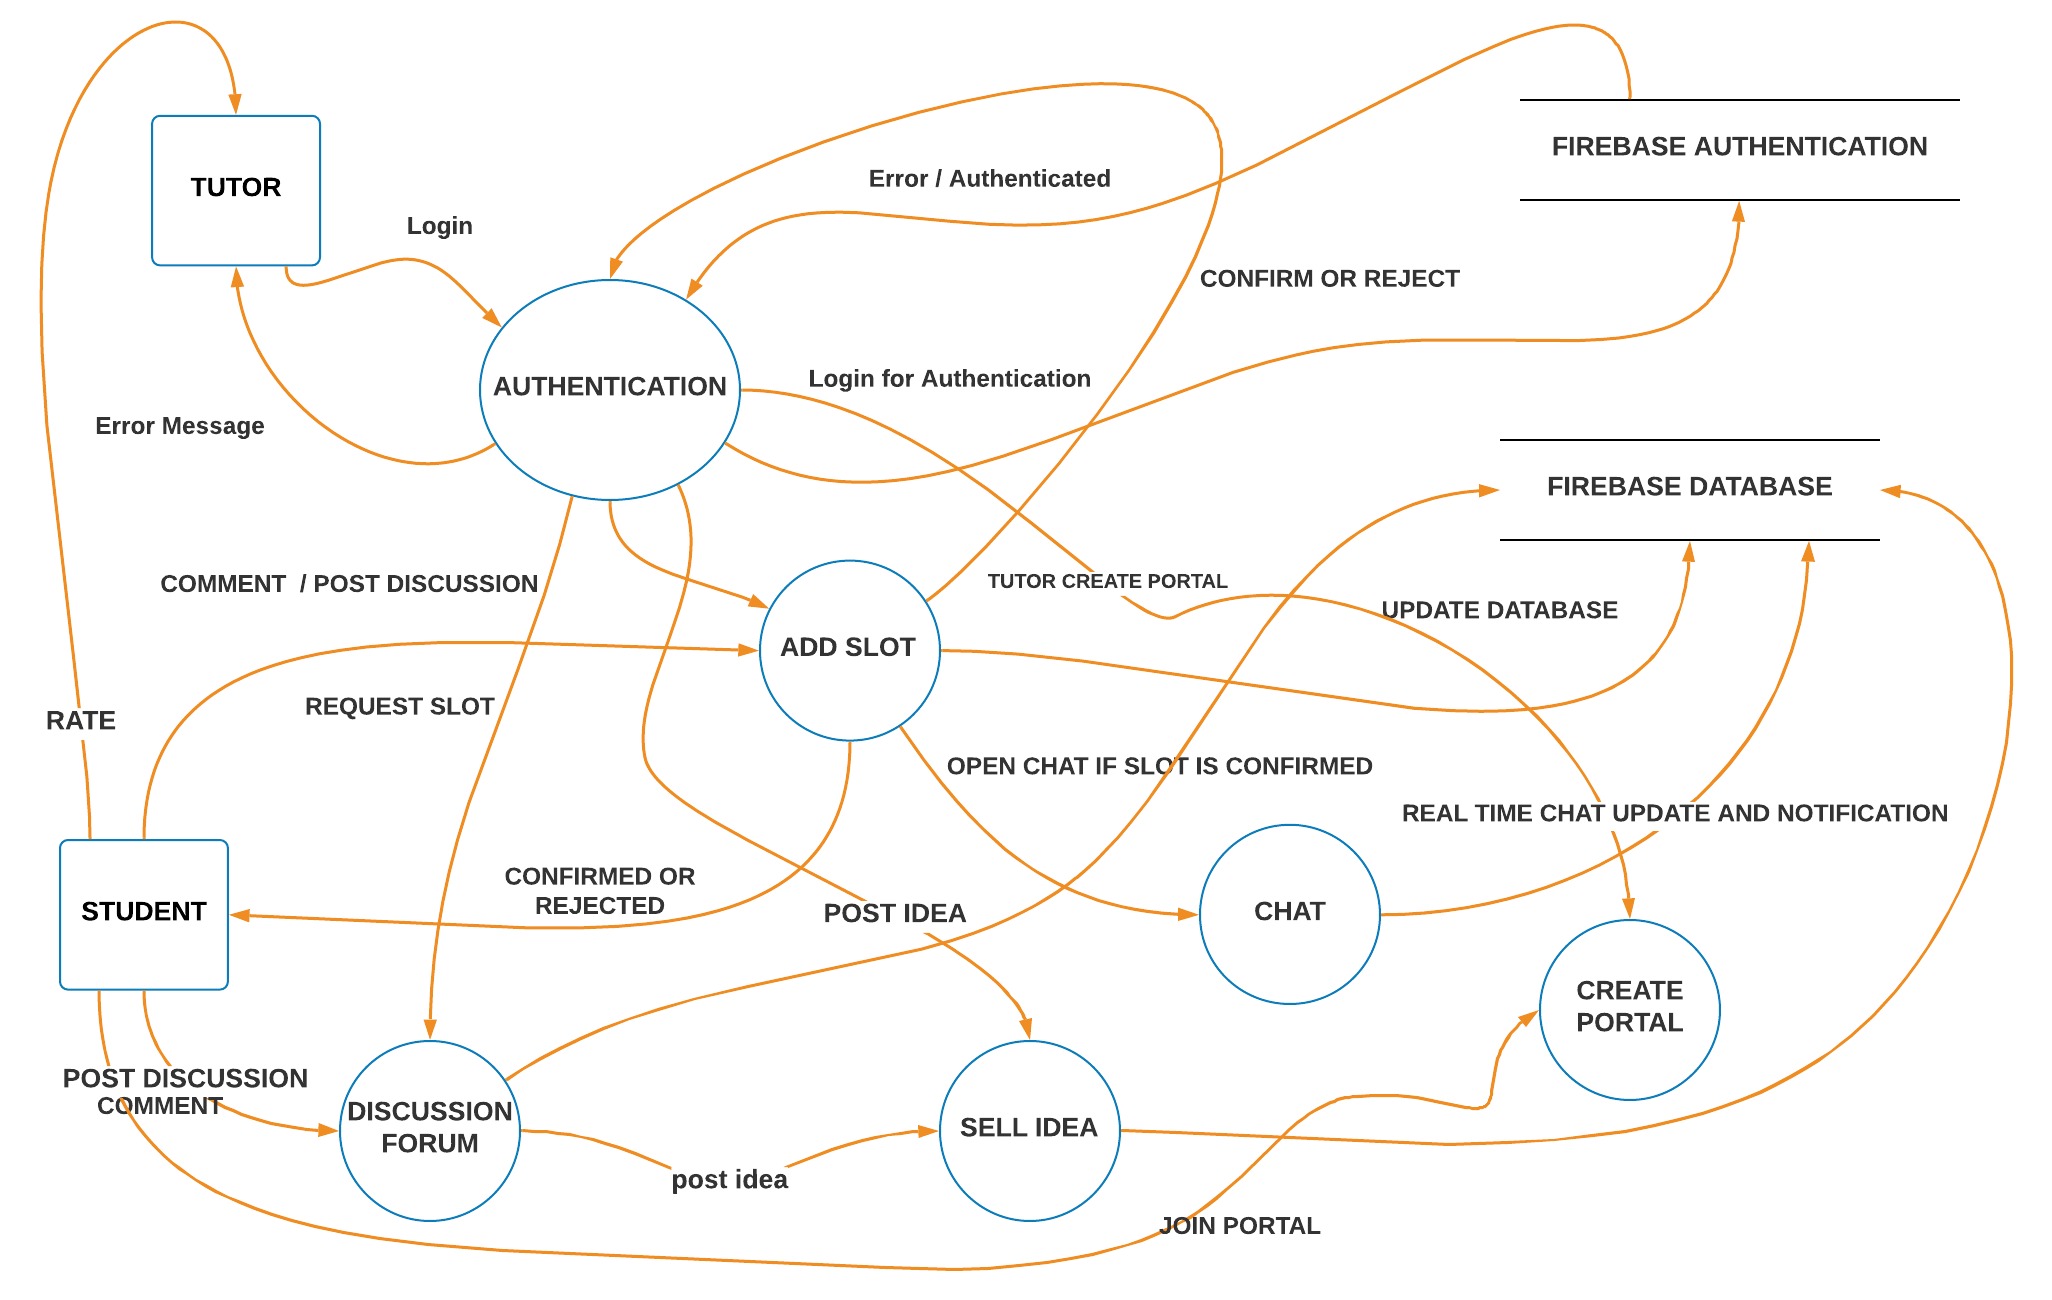 FIREBASE AUTHENTICATION
TUTOR
Error / Authenticated
Login
CONFIRM OR REJECT
AUTHENTICATION
Login for Authentication
Error Message
FIREBASE DATABASE
COMMENT / POST DISCUSSION
TUTOR CREATE PORTAL
UPDATE DATABASE
ADD SLOT
REQUEST SLOT
RATE
OPEN CHAT IF SLOT IS CONFIRMED
REAL TIME CHAT UPDATE AND NOTIFICATION
CONFIRMED OR
REJECTED
STUDENT
POST IDEA
CHAT
CREATE
PORTAL
POST DISCUSSION
COMMENT
DISCUSSION
FORUM
SELL IDEA
post idea
JOIN PORTAL